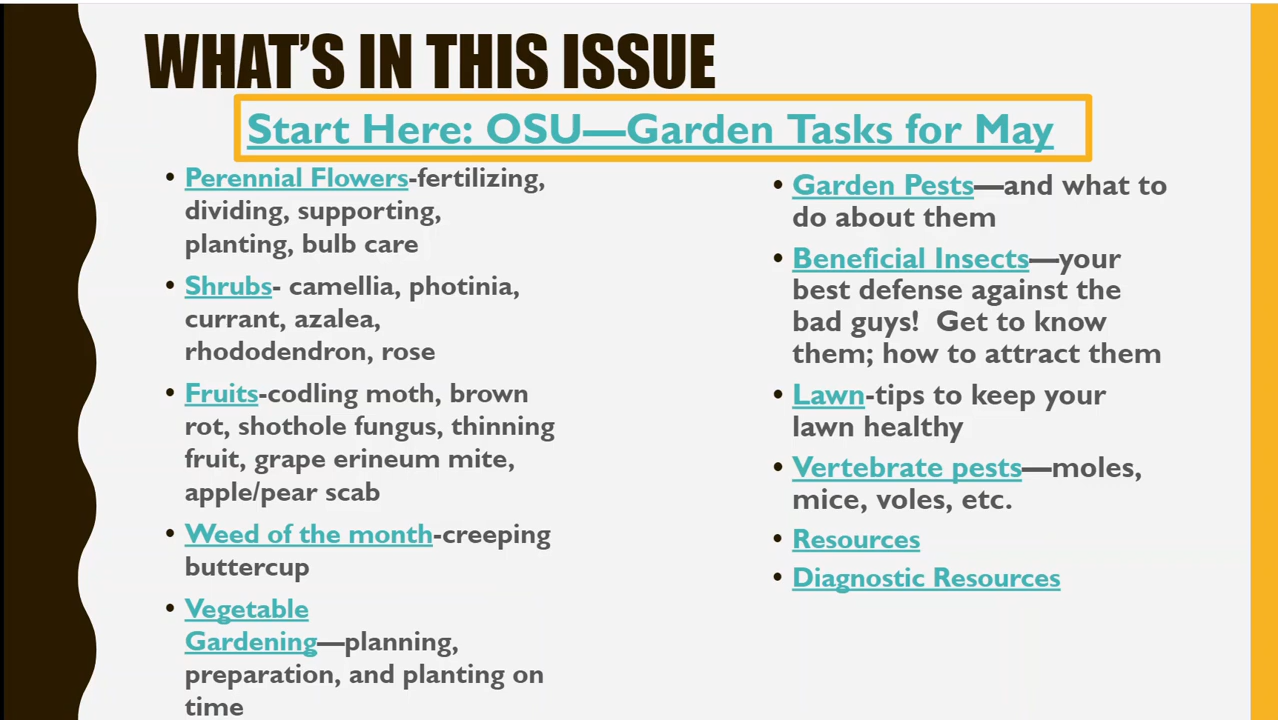 WHAT'S IN THIS ISSUE
Start Here: OSU—Garden Tasks for May
• Perennial Flowers-fertilizing,
dividing, supporting,
planting, bulb care
• Shrubs- camellia, photinia,
currant, azalea,
rhododendron, rose
• Fruits-codling moth, brown
rot, shothole fungus, thinning
fruit, grape erineum mite,
apple/pear scab
• Weed of the month-creeping
buttercup
• Vegetable
Gardening—planning,
preparation, and planting on
time
• Garden Pests—and what to
do about them
• Beneficial Insects—your
best defense against the
bad guys!  Get to know
them; how to attract them
• Lawn-tips to keep your
lawn healthy
• Vertebrate pests—moles,
mice, voles, etc.
• Resources
• Diagnostic Resources